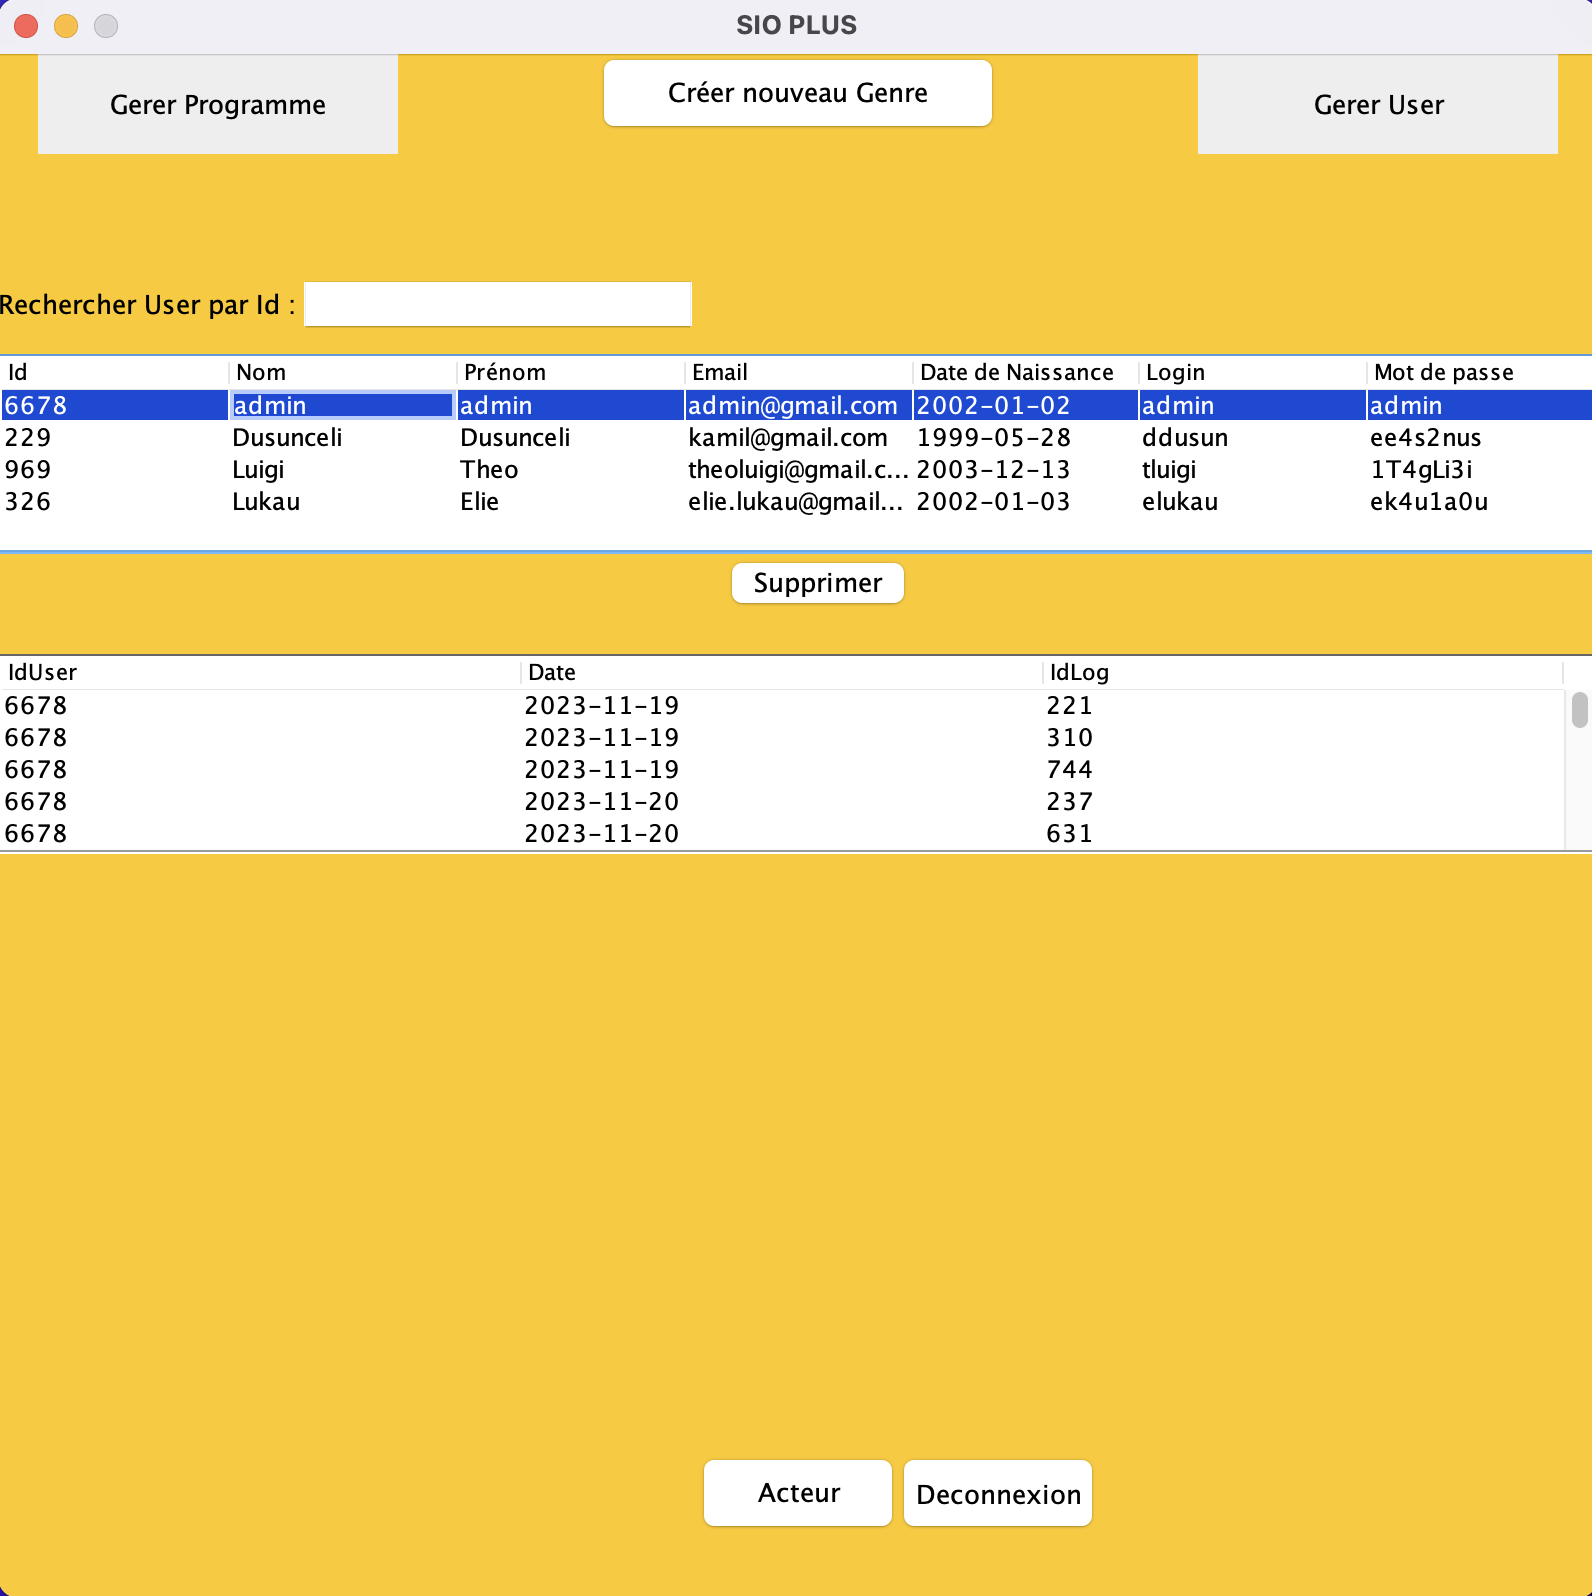 SIO PLUS
Gerer Programme Créer nouveau Genre Gerer User
Rechercher User par Id :
Id Nom Prénom Email Date de Naissance Login Mot de passe
6678 admin admin admin@gmail.com 2002-01-02 admin admin
229 Dusunceli Dusunceli kamil@gmail.com 1999-05-28 ddusun ee4s2nus
969 Luigi Theo theoluigi@gmail.c... 2003-12-13 tluigi 1T4gLi3i
326 Lukau Elie elie.lukau@gmail... 2002-01-03 elukau ek4u1a0u
Supprimer
IdUser Date IdLog
6678 2023-11-19 221
6678 2023-11-19 310
6678 2023-11-19 744
6678 2023-11-20 237
6678 2023-11-20 631
Acteur Deconnexion